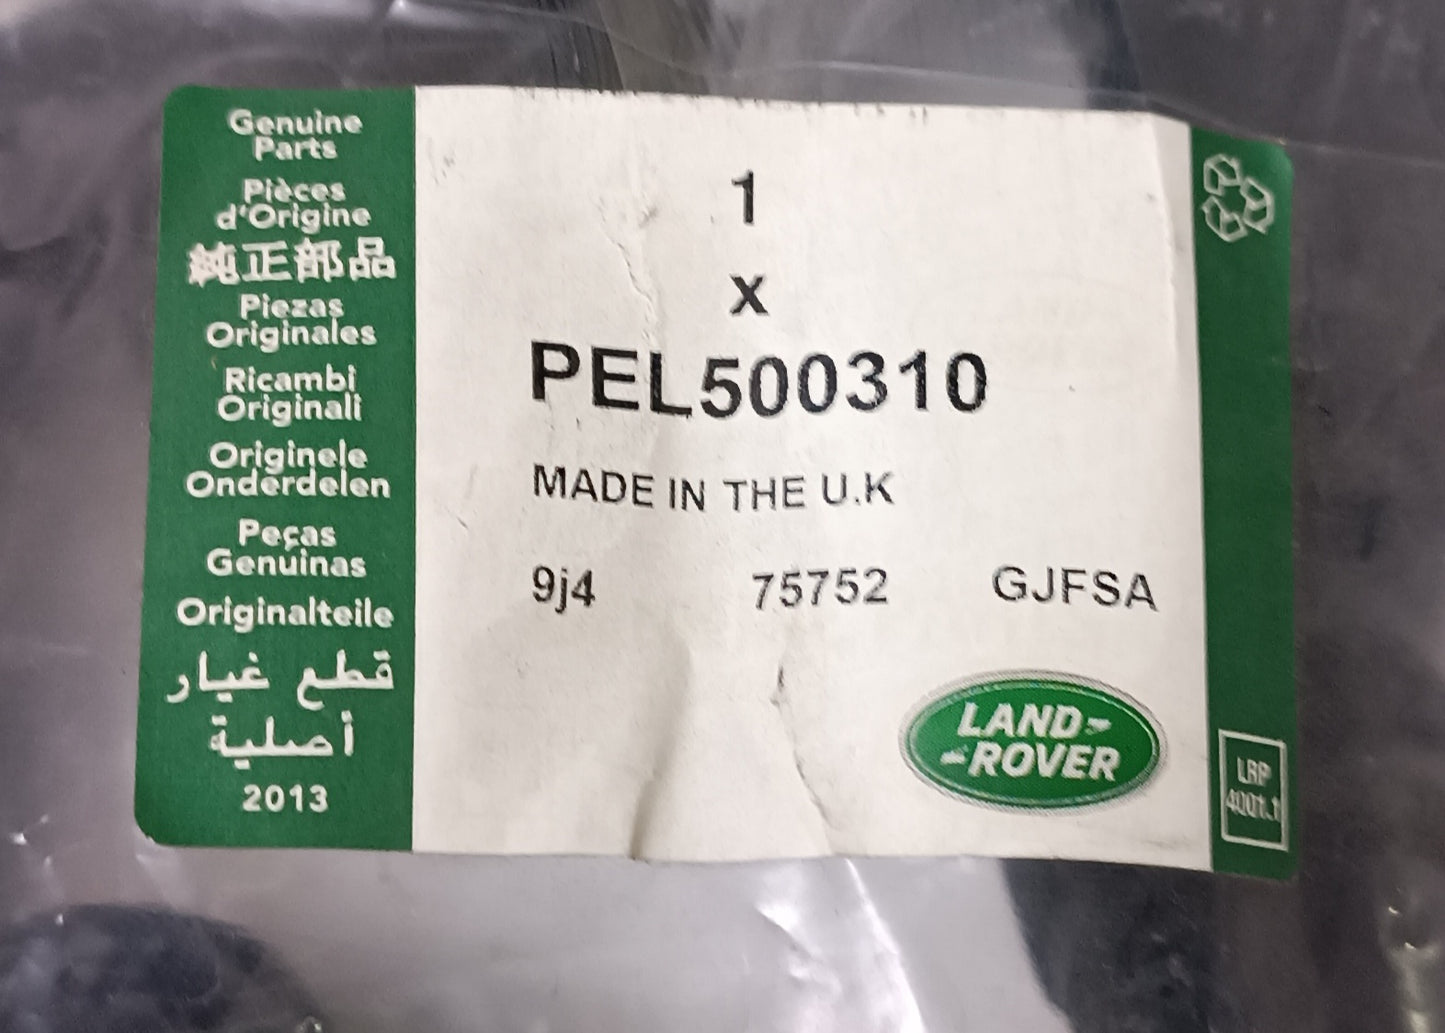 Genuine
Parts
Pièces
d'Origine
純正部品
Piezas
Originales
Ricambi
Originali
Originele
Onderdelen
Peças
Genuinas
Originalteile
قطع غيار
أصلية
2013
1
x
PEL500310
MADE IN THE U.K
9j4 75752 GJFSA
LAND-
-ROVER
LRP
4001.1